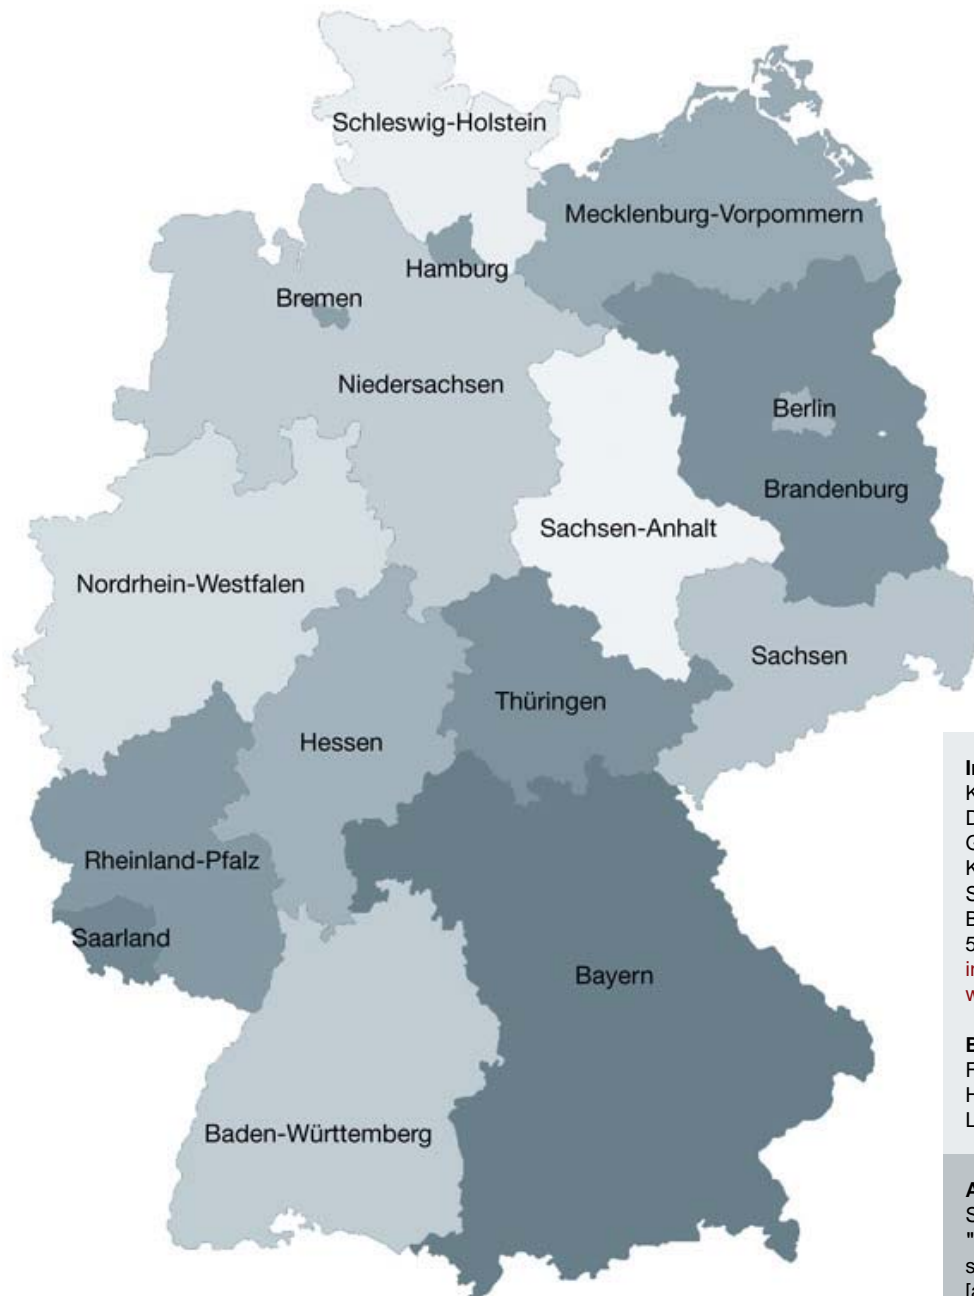 Schleswig-Holstein
Mecklenburg-Vorpommern
Hamburg
Bremen
Niedersachsen
Berlin
Brandenburg
Sachsen-Anhalt
Nordrhein-Westfalen
Sachsen
Thüringen
Hessen
Rheinland-Pfalz
Saarland
Bayern
Baden-Württemberg